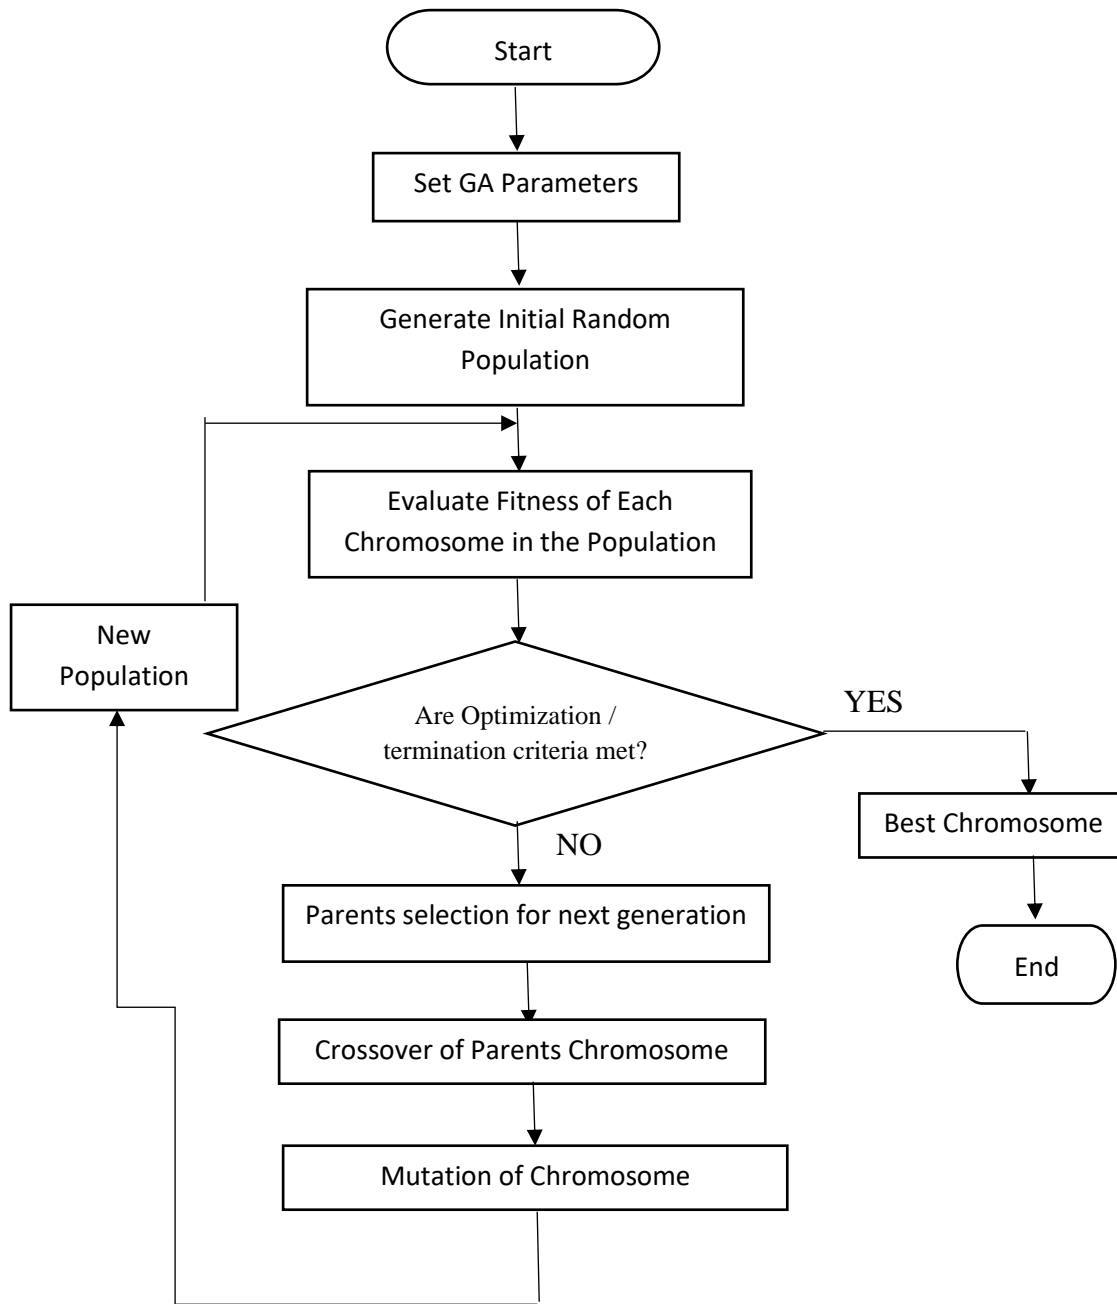 Start
Set GA Parameters
Generate Initial Random
Population
Evaluate Fitness of Each
Chromosome in the Population
New
Population
Are Optimization /
termination criteria met?
YES
Best Chromosome
NO
Parents selection for next generation
End
Crossover of Parents Chromosome
Mutation of Chromosome